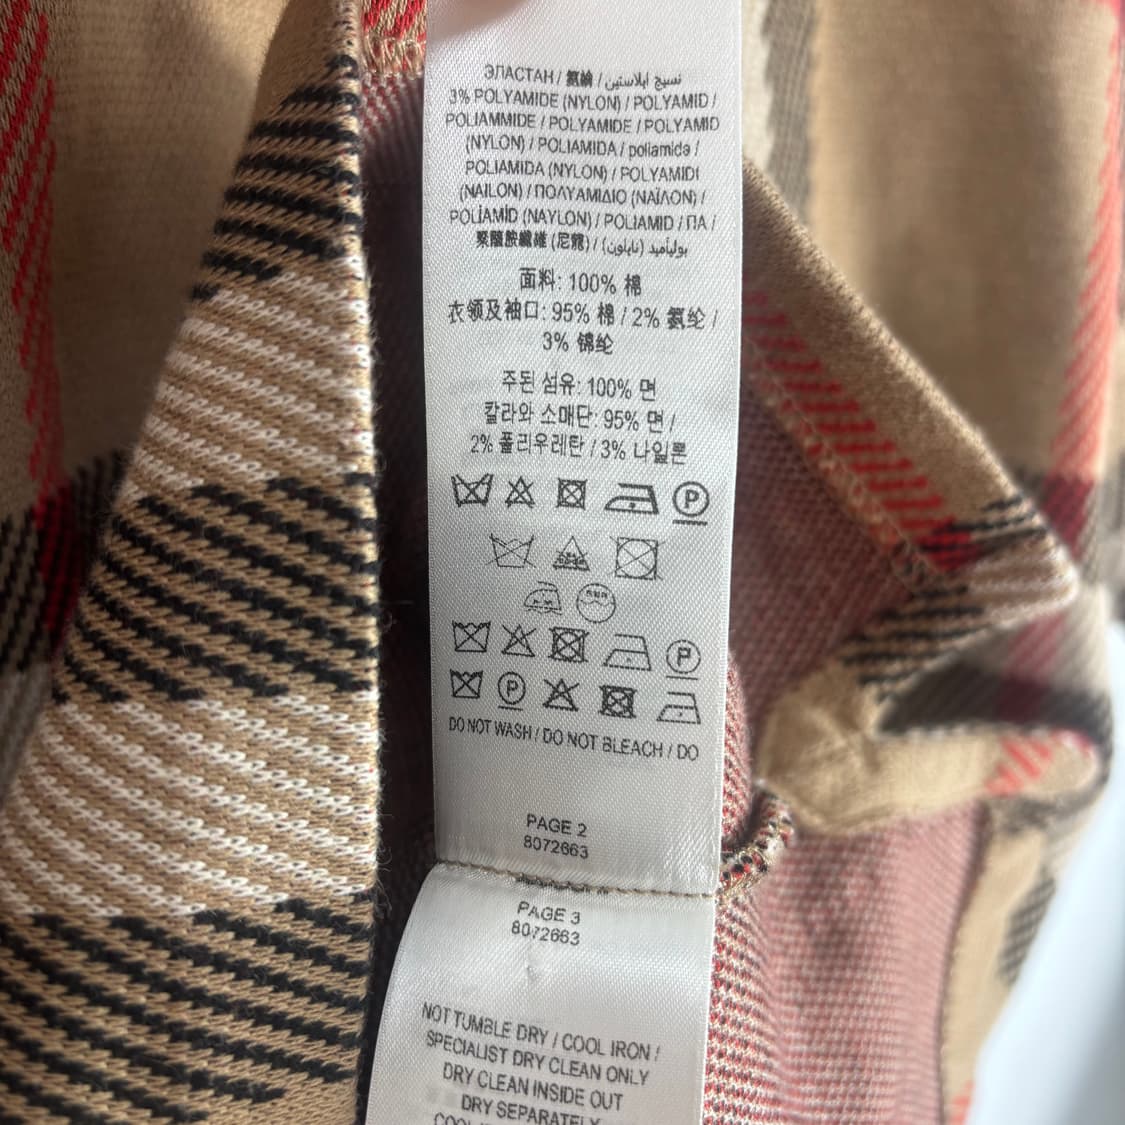 ЭЛАСТАН / 氨綸 / نسيج ايلاستين
3% POLYAMIDE (NYLON) / POLYAMID /
POLIAMMIDE / POLYAMIDE / POLYAMID
(NYLON) / POLIAMIDA / poliamida /
POLIAMIDA (NYLON) / POLYAMIDI
(NAILON) / ΠΟΛΥΑΜΙΔΙΟ (ΝΑΪΛΟΝ) /
POLİAMİD (NAYLON) / POLIAMID / ПА /
聚醯胺纖維 (尼龍) / بوليأميد (نايلون)
面料: 100% 棉
衣领及袖口: 95% 棉 / 2% 氨纶 /
3% 锦纶
주된 섬유: 100% 면
칼라와 소매단: 95% 면 /
2% 폴리우레탄 / 3% 나일론
P
P
P
DO NOT WASH / DO NOT BLEACH / DO
PAGE 2
8072663
PAGE 3
8072663
NOT TUMBLE DRY / COOL IRON /
SPECIALIST DRY CLEAN ONLY
DRY CLEAN INSIDE OUT
DRY SEPARATELY